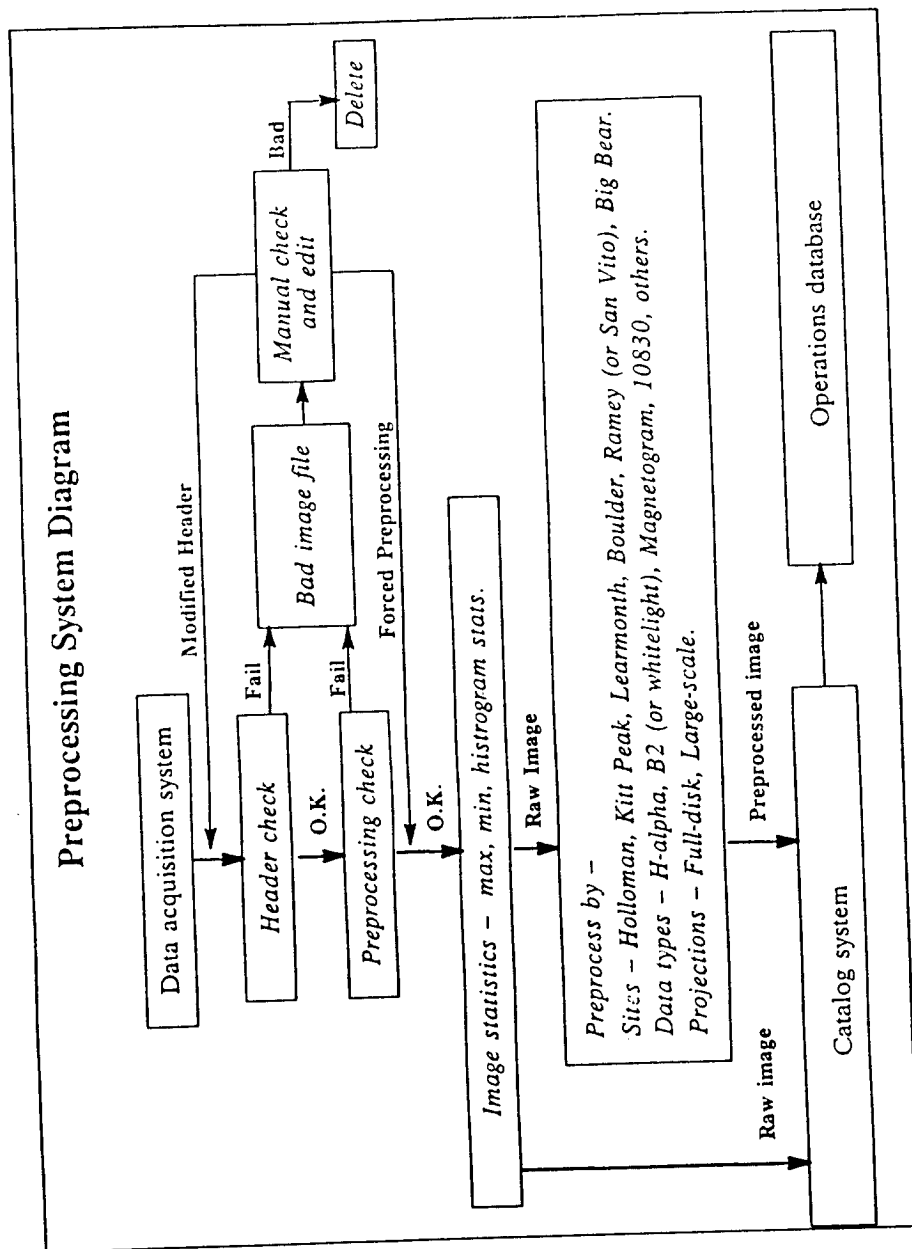 Preprocessing System Diagram
Data acquisition system
Modified Header
Header check
Fail
Bad image file
Manual check
and edit
Bad
Delete
O.K.
Preprocessing check
Fail
Forced Preprocessing
O.K.
Image statistics – max, min, histrogram stats.
Raw Image
Preprocess by –
Sites – Holloman, Kitt Peak, Learmonth, Boulder, Ramey (or San Vito), Big Bear.
Data types – H-alpha, B2 (or whitelight), Magnetogram, 10830, others.
Projections – Full-disk, Large-scale.
Raw image
Preprocessed image
Catalog system
Operations database